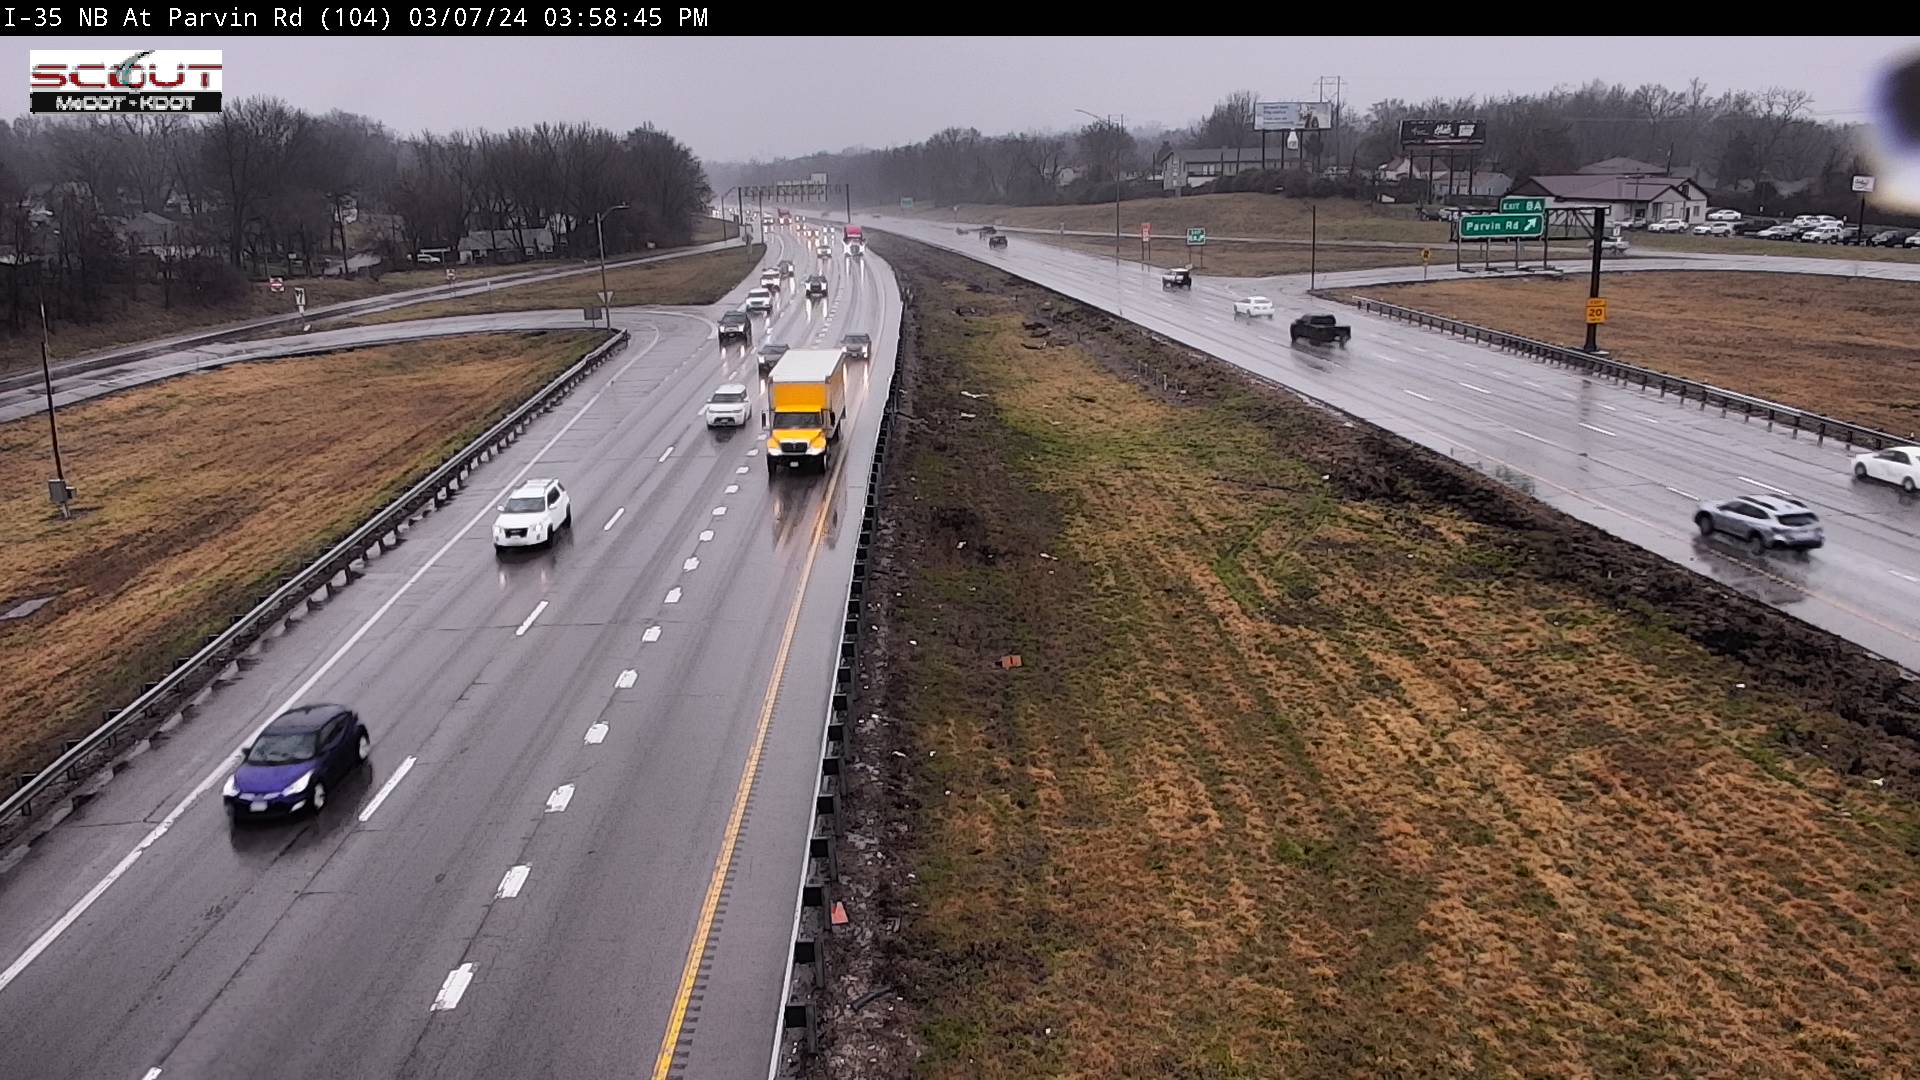 I-35 NB At Parvin Rd (104) 03/07/24 03:58:45 PM
SCOUT
MoDOT - KDOT
EXIT 8A
Parvin Rd
20